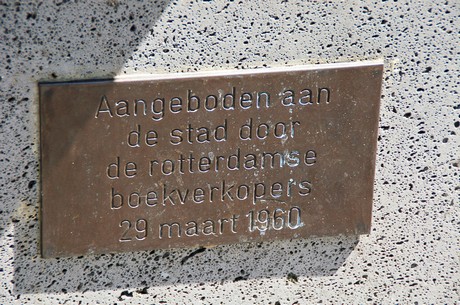 Aangeboden aan
de stad door
de rotterdamse
boekverkopers
29 maart 1960